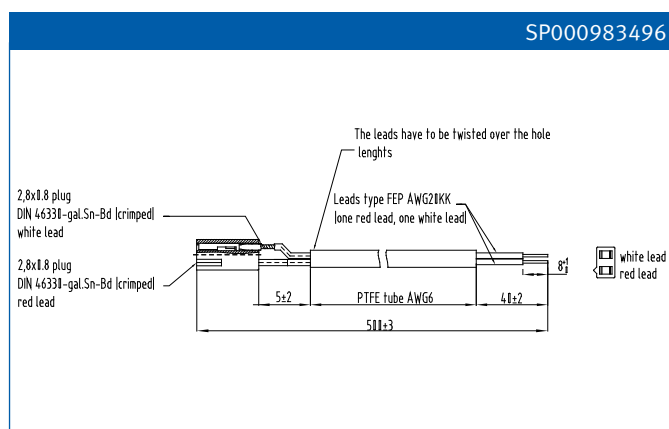 SP000983496
The leads have to be twisted over the hole
lenghts
2,8x0.8 plug
DIN 46330-gal.Sn-Bd |crimped|
white lead
Leads type FEP AWG20KK
|one red lead, one white lead|
2,8x0.8 plug
DIN 46330-gal.Sn-Bd |crimped|
red lead
white lead
red lead
5±2
PTFE tube AWG6
40±2
500±3